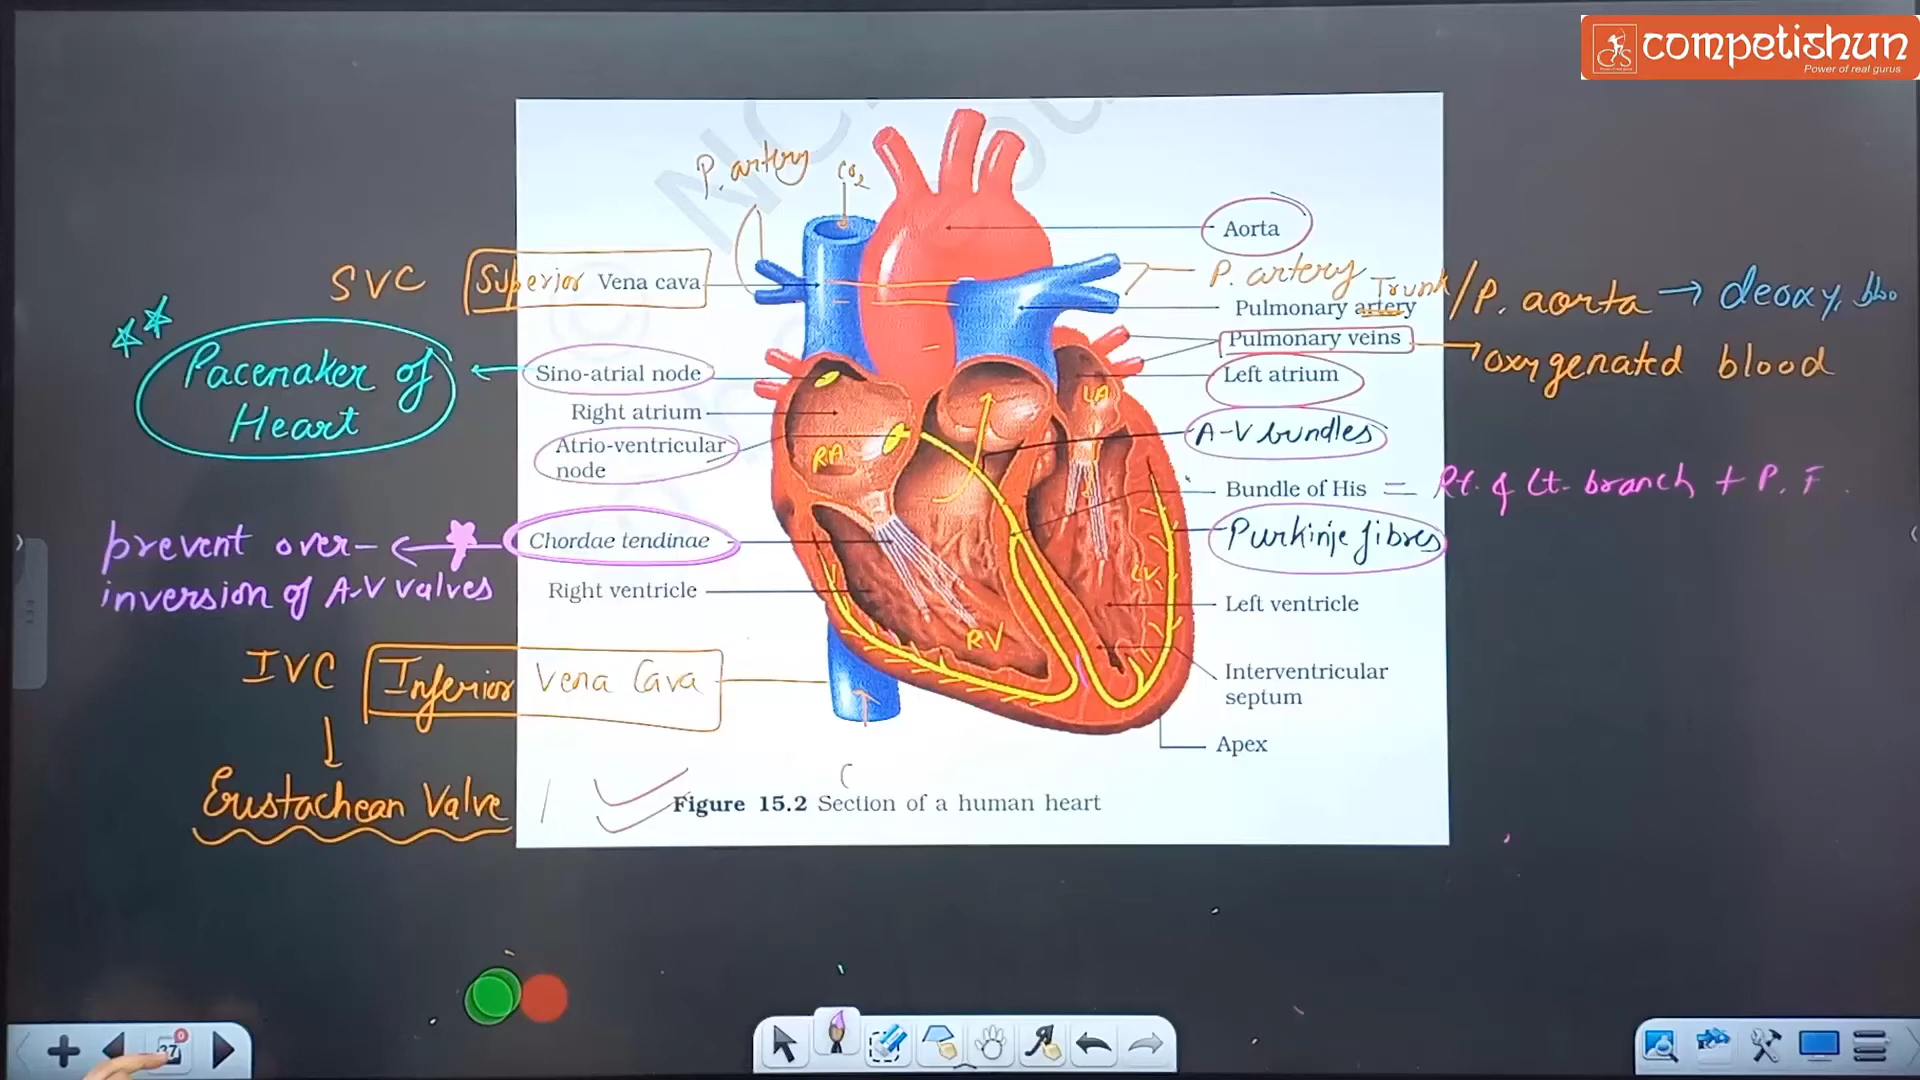 competishun
Power of real gurus
P. artery
CO2
SVC
Superior Vena cava
Pacemaker of
Heart
Sino-atrial node
Right atrium
Atrio-ventricular
node
prevent over-
inversion of A-V valves
Chordae tendinae
Right ventricle
IVC
Inferior Vena Cava
Eustachean Valve
Aorta
P. artery
Trunk / P. aorta → deoxy. bloo
Pulmonary artery
Pulmonary veins
oxygenated blood
Left atrium
A-V bundles
Bundle of His = Rt. & Lt. branch + P. F
Purkinje fibres
Left ventricle
Interventricular
septum
Apex
RA
LA
RV
LV
Figure 15.2 Section of a human heart
37